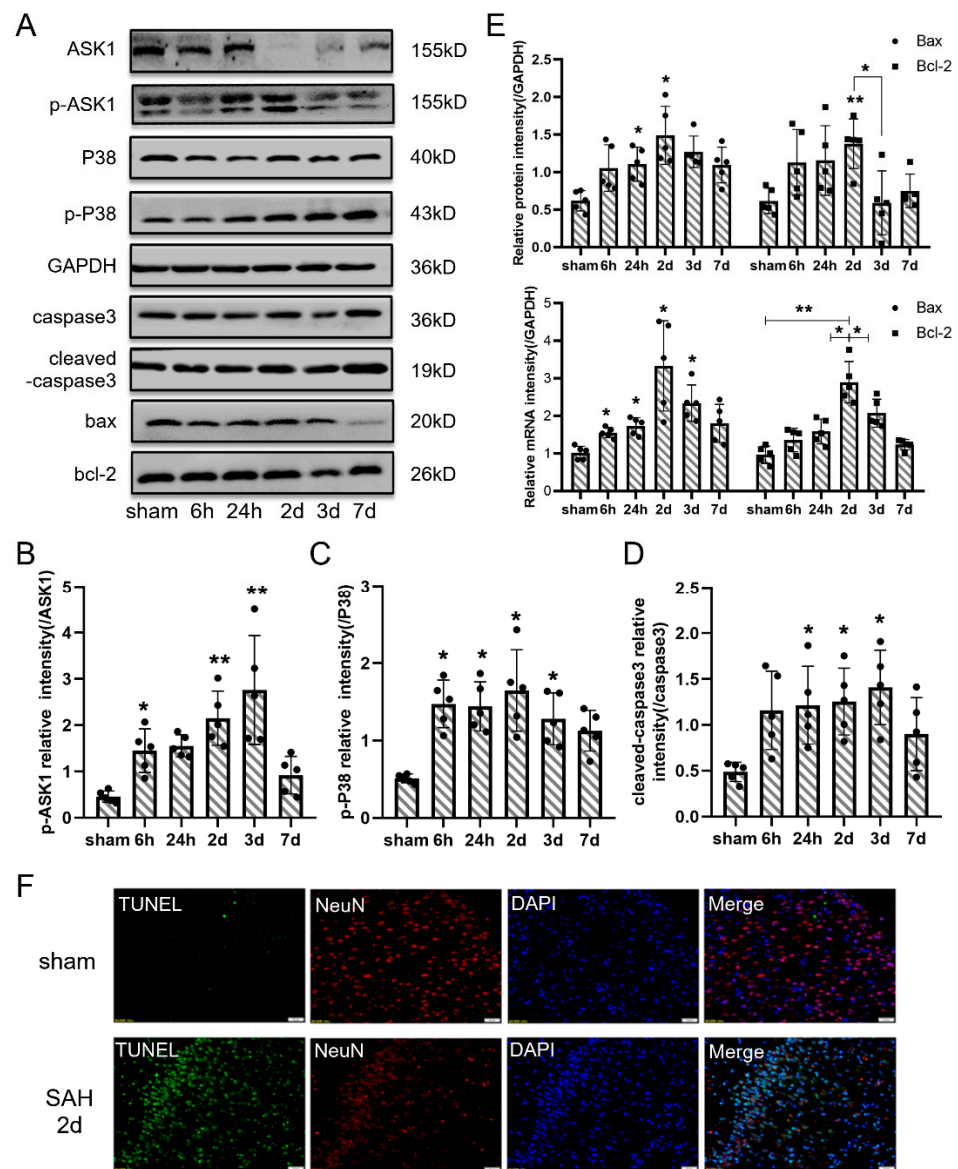 A
ASK1
155kD
p-ASK1
155kD
P38
40kD
p-P38
43kD
GAPDH
36kD
caspase3
36kD
cleaved
-caspase3
19kD
bax
20kD
bcl-2
26kD
sham 6h 24h 2d 3d 7d
E
Relative protein intensity(/GAPDH)
2.5
2.0
1.5
1.0
0.5
0.0
* * ** *
Bax
Bcl-2
sham 6h 24h 2d 3d 7d sham 6h 24h 2d 3d 7d
Relative mRNA intensity(/GAPDH)
5
4
3
2
1
0
* * * * ** * *
Bax
Bcl-2
sham 6h 24h 2d 3d 7d sham 6h 24h 2d 3d 7d
B
p-ASK1 relative intensity(/ASK1)
5
4
3
2
1
0
* ** **
sham 6h 24h 2d 3d 7d
C
p-P38 relative intensity(/P38)
3
2
1
0
* * * *
sham 6h 24h 2d 3d 7d
D
cleaved-caspase3 relative
intensity(/caspase3)
2.0
1.5
1.0
0.5
0.0
* * *
sham 6h 24h 2d 3d 7d
F
sham
TUNEL NeuN DAPI Merge
SAH
2d
TUNEL NeuN DAPI Merge